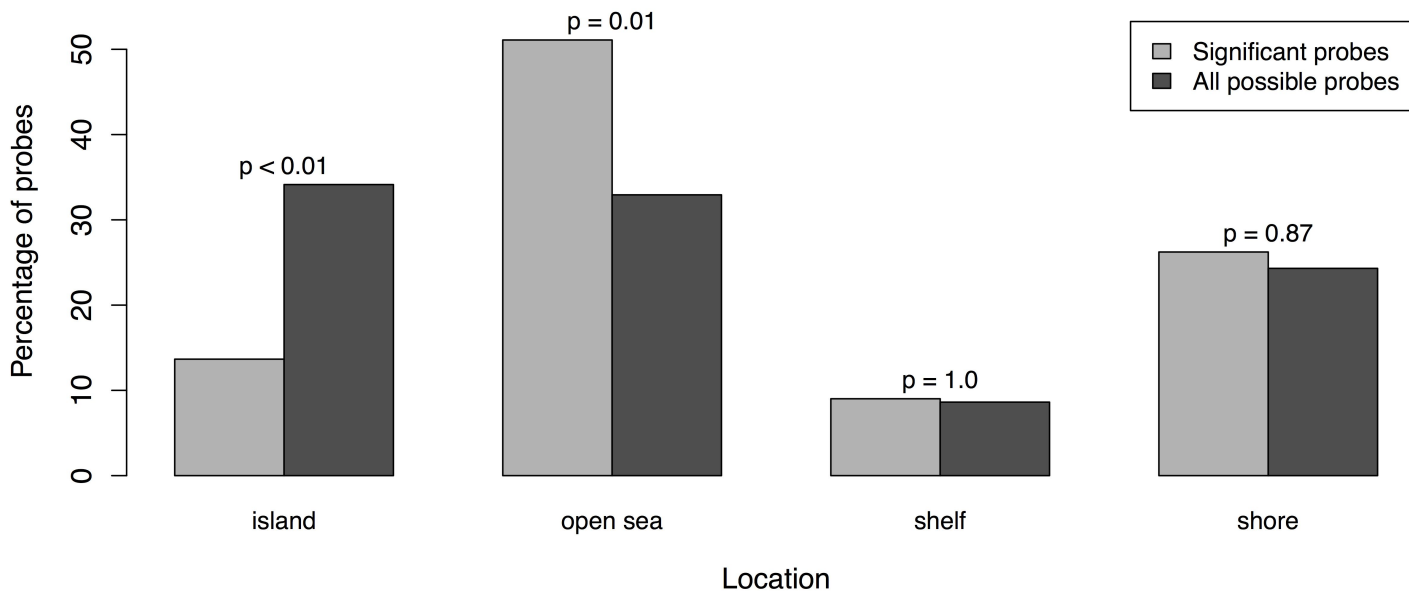 p = 0.01
Significant probes
All possible probes
50
40
30
20
10
0
Percentage of probes
p < 0.01
p = 0.87
p = 1.0
island
open sea
shelf
shore
Location